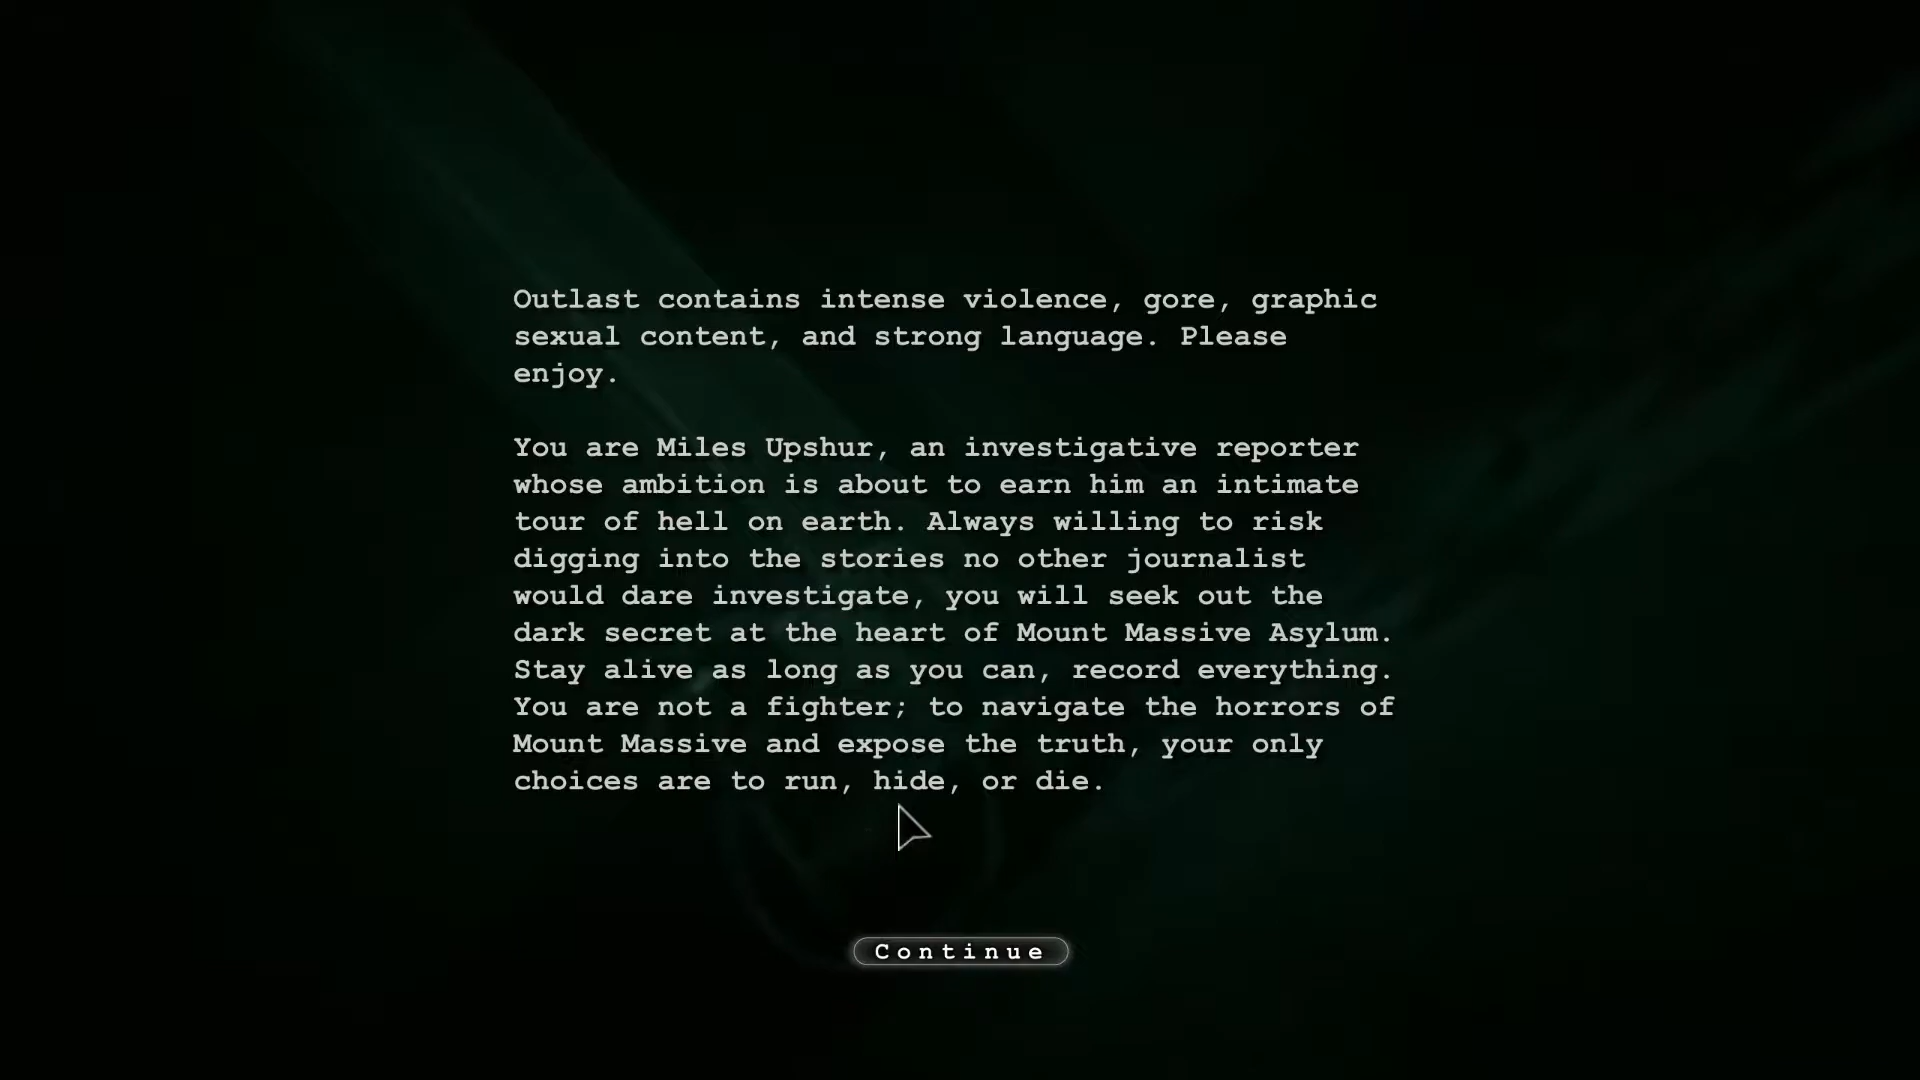 Outlast contains intense violence, gore, graphic
sexual content, and strong language. Please
enjoy.
You are Miles Upshur, an investigative reporter
whose ambition is about to earn him an intimate
tour of hell on earth. Always willing to risk
digging into the stories no other journalist
would dare investigate, you will seek out the
dark secret at the heart of Mount Massive Asylum.
Stay alive as long as you can, record everything.
You are not a fighter; to navigate the horrors of
Mount Massive and expose the truth, your only
choices are to run, hide, or die.
Continue